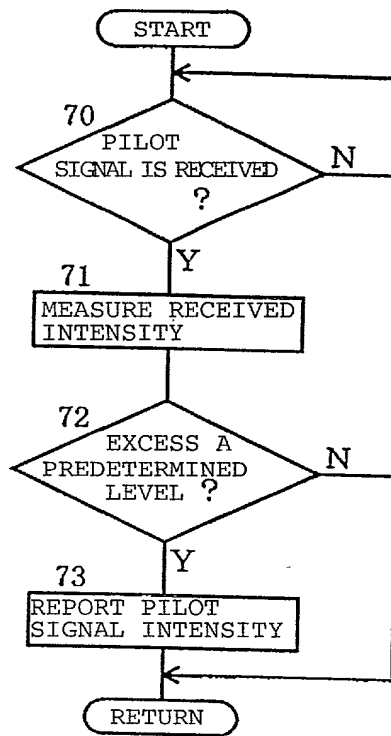 START
70
PILOT
SIGNAL IS RECEIVED
?
N
Y
71
MEASURE RECEIVED
INTENSITY
72
EXCESS A
PREDETERMINED
LEVEL ?
N
Y
73
REPORT PILOT
SIGNAL INTENSITY
RETURN